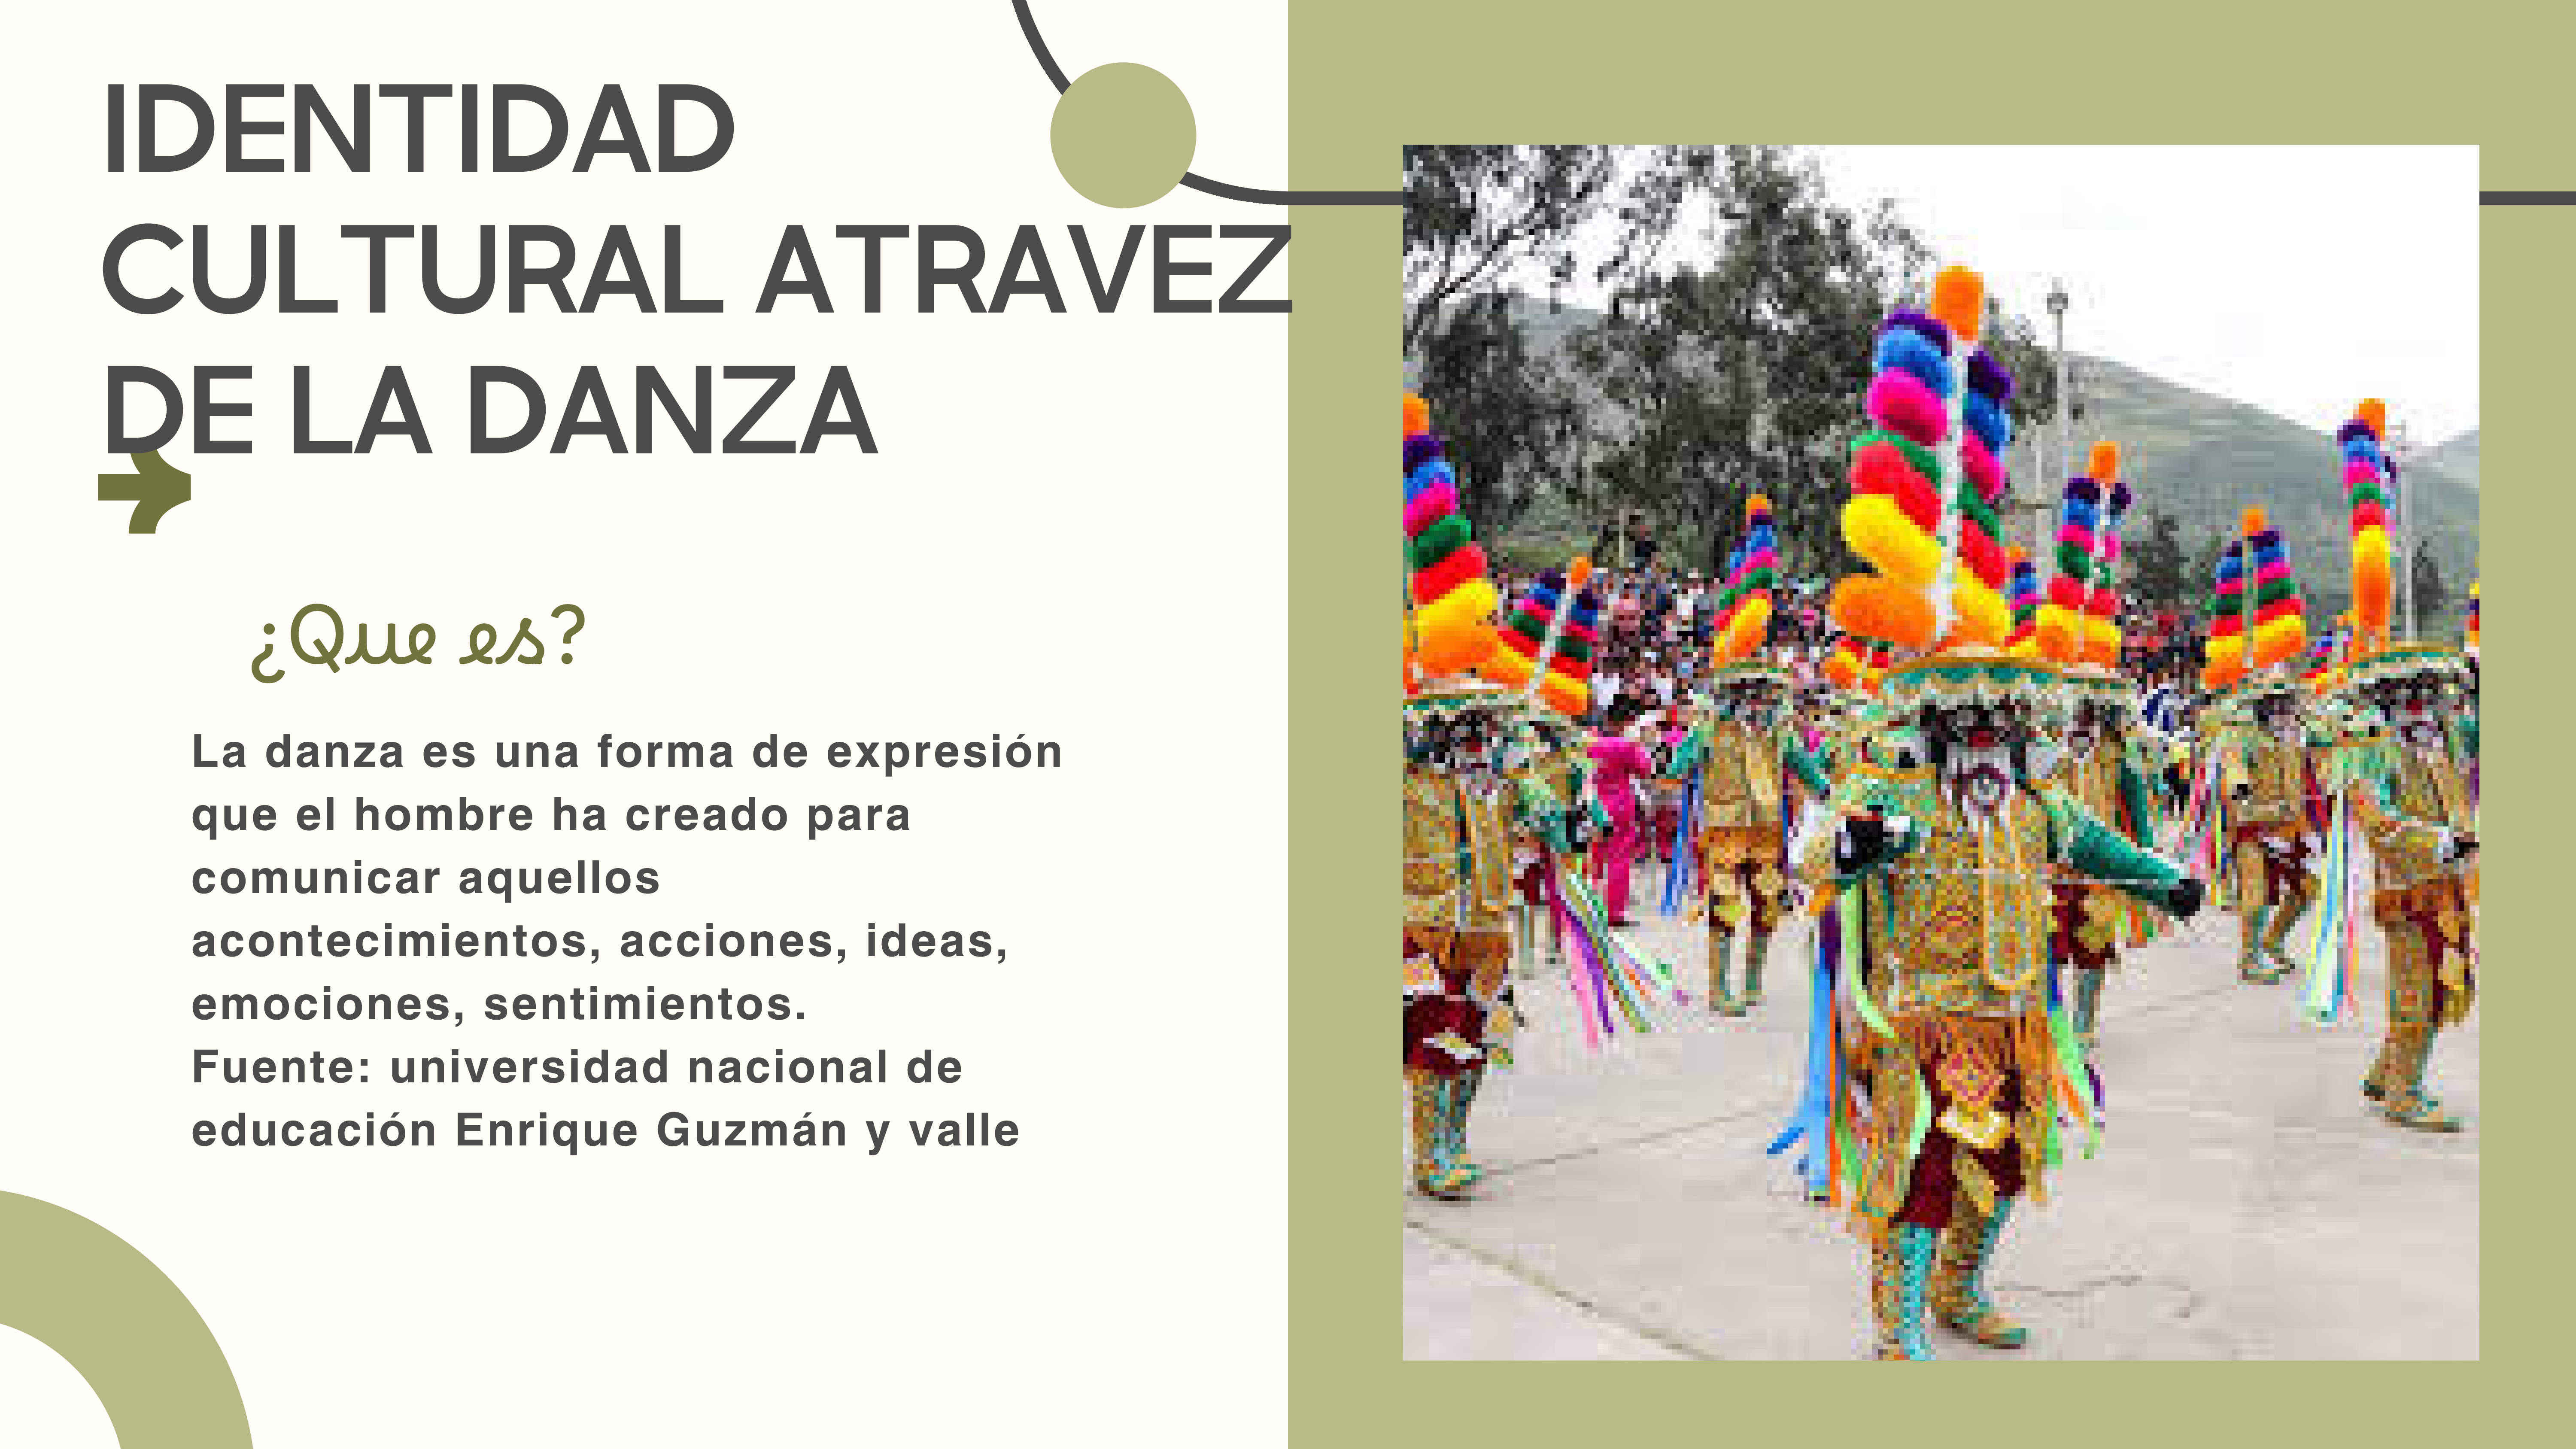 IDENTIDAD
CULTURAL ATRAVEZ
DE LA DANZA
¿Que es?
La danza es una forma de expresión
que el hombre ha creado para
comunicar aquellos
acontecimientos, acciones, ideas,
emociones, sentimientos.
Fuente: universidad nacional de
educación Enrique Guzmán y valle